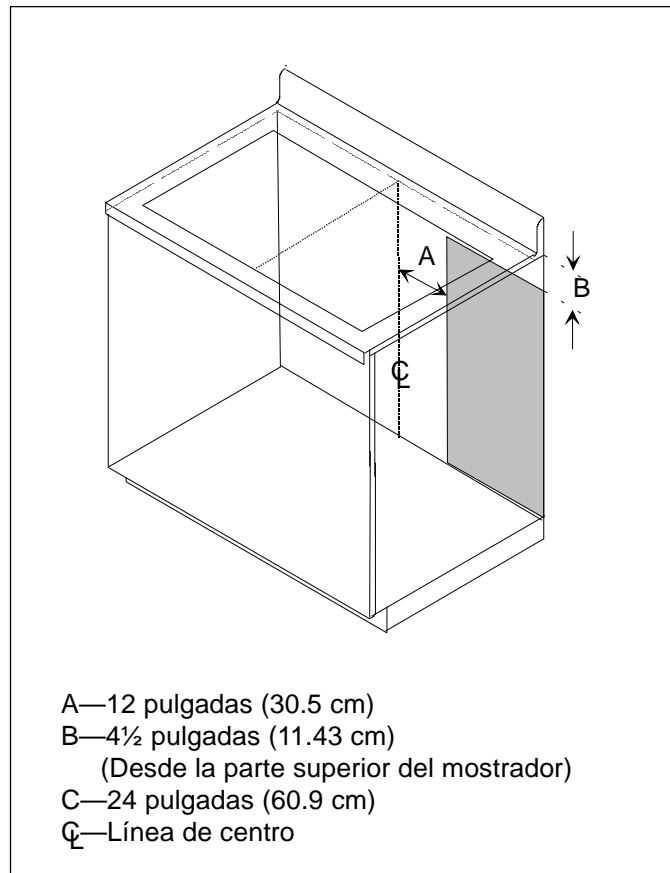 A
B
℄
A—12 pulgadas (30.5 cm)
B—4½ pulgadas (11.43 cm)
(Desde la parte superior del mostrador)
C—24 pulgadas (60.9 cm)
℄—Línea de centro